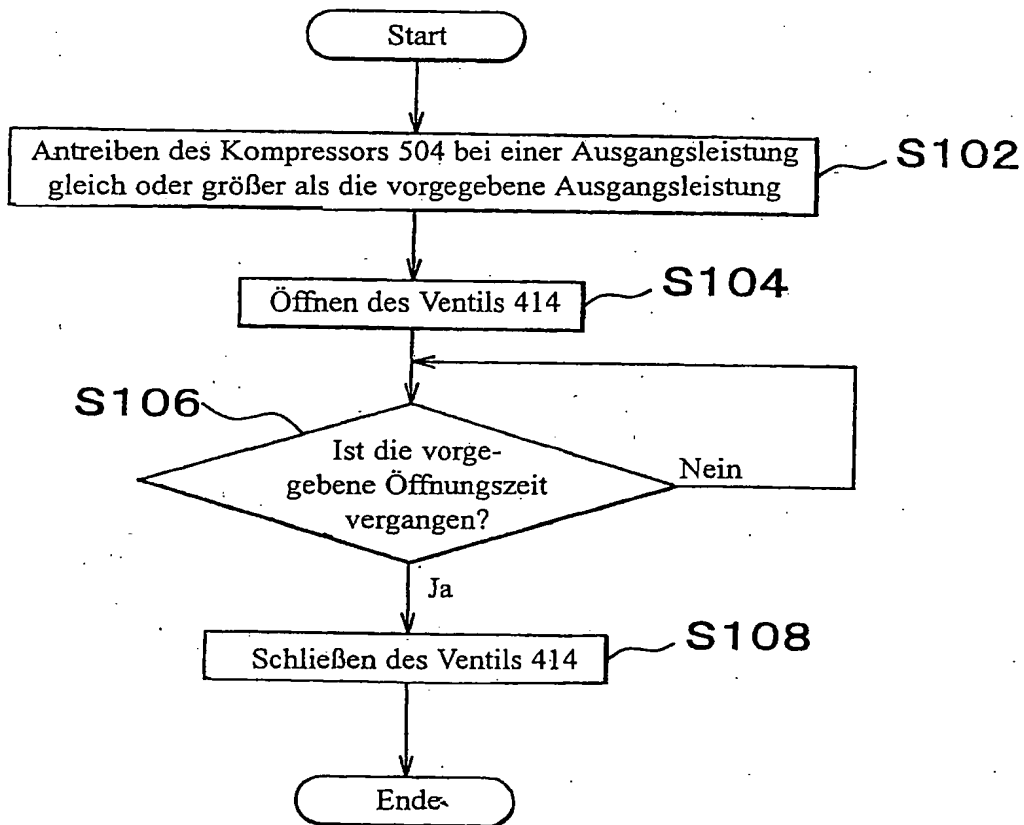 Start
Antreiben des Kompressors 504 bei einer Ausgangsleistung
gleich oder größer als die vorgegebene Ausgangsleistung
S102
Öffnen des Ventils 414
S104
S106
Ist die vorge-
gebene Öffnungszeit
vergangen?
Nein
Ja
Schließen des Ventils 414
S108
Ende